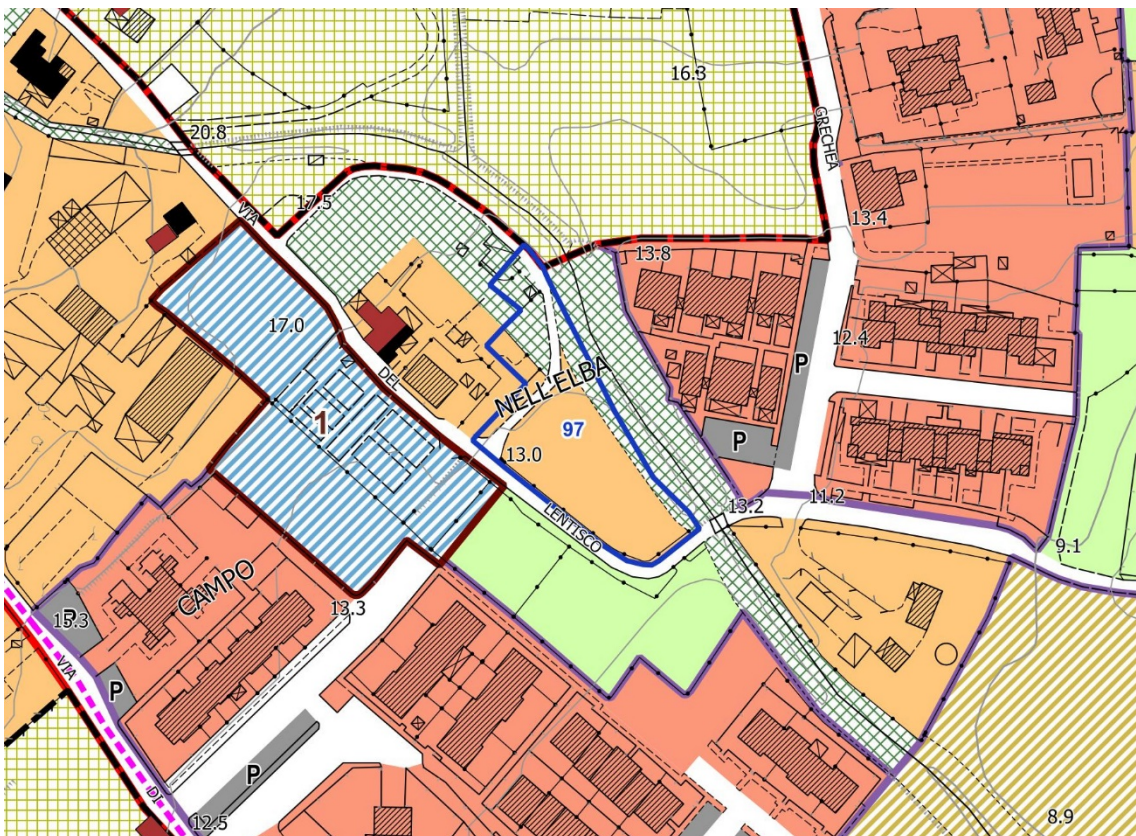 16.3
20.8
GRECHEA
17.5
VIA
13.4
13.8
17.0
12.4
P
DEL
NELL'ELBA
1
97
P
13.0
11.2
13.2
LENTISCO
9.1
CAMPO
13.3
15.3
P
VIA
P
P
DI
12.5
8.9